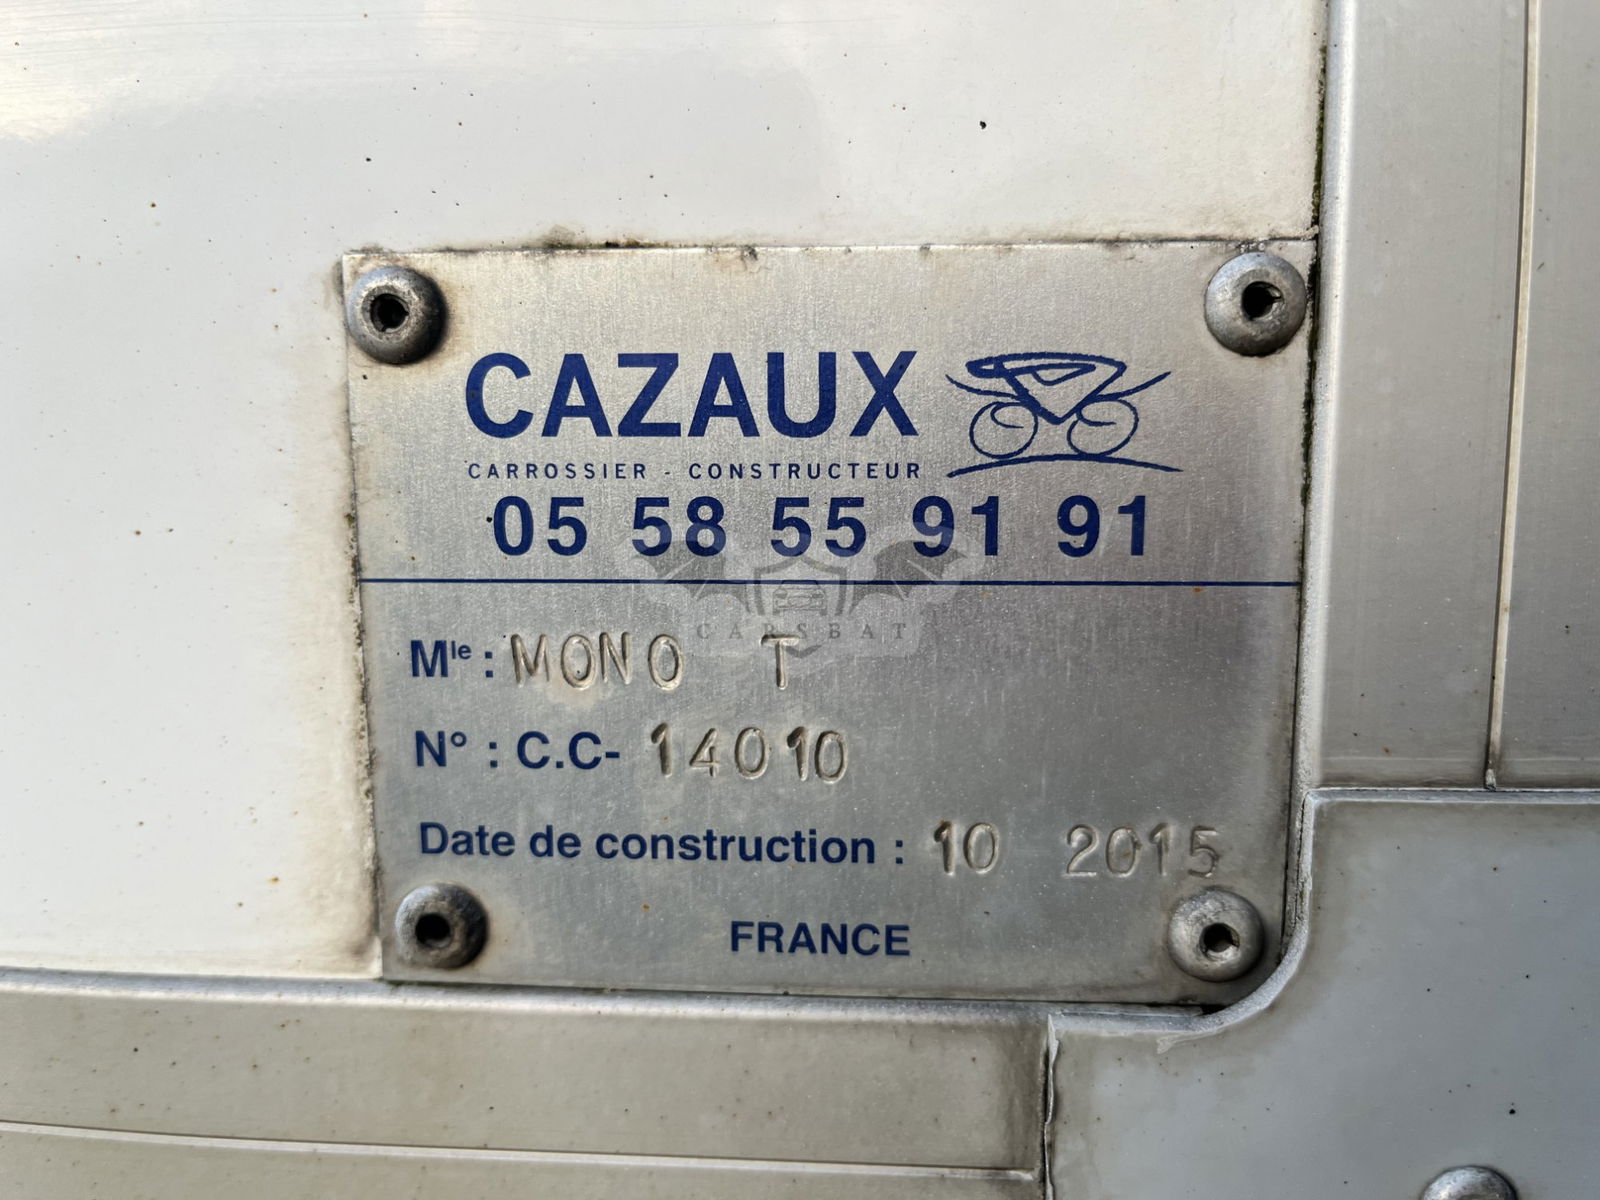 CAZAUX
CARROSSIER - CONSTRUCTEUR
05 58 55 91 91
CARSBAT
Mle : MONO T
N° : C.C- 14010
Date de construction : 10 2015
FRANCE